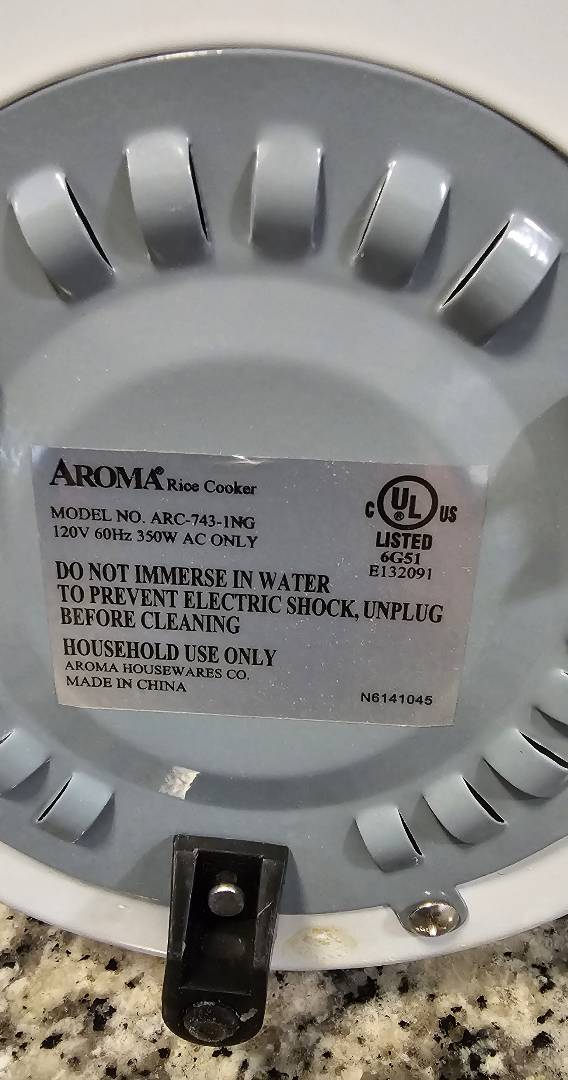 AROMA® Rice Cooker
MODEL NO. ARC-743-1NG
120V 60Hz 350W AC ONLY
C UL ® US
LISTED
6G51
E132091
DO NOT IMMERSE IN WATER
TO PREVENT ELECTRIC SHOCK, UNPLUG
BEFORE CLEANING
HOUSEHOLD USE ONLY
AROMA HOUSEWARES CO.
MADE IN CHINA
N6141045